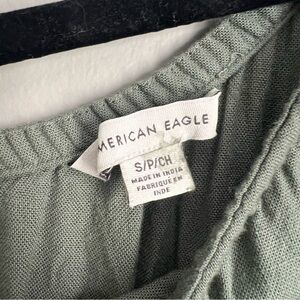 MERICAN EAGLE
S/P/CH
MADE IN INDIA
FABRIQUÉ EN
INDE